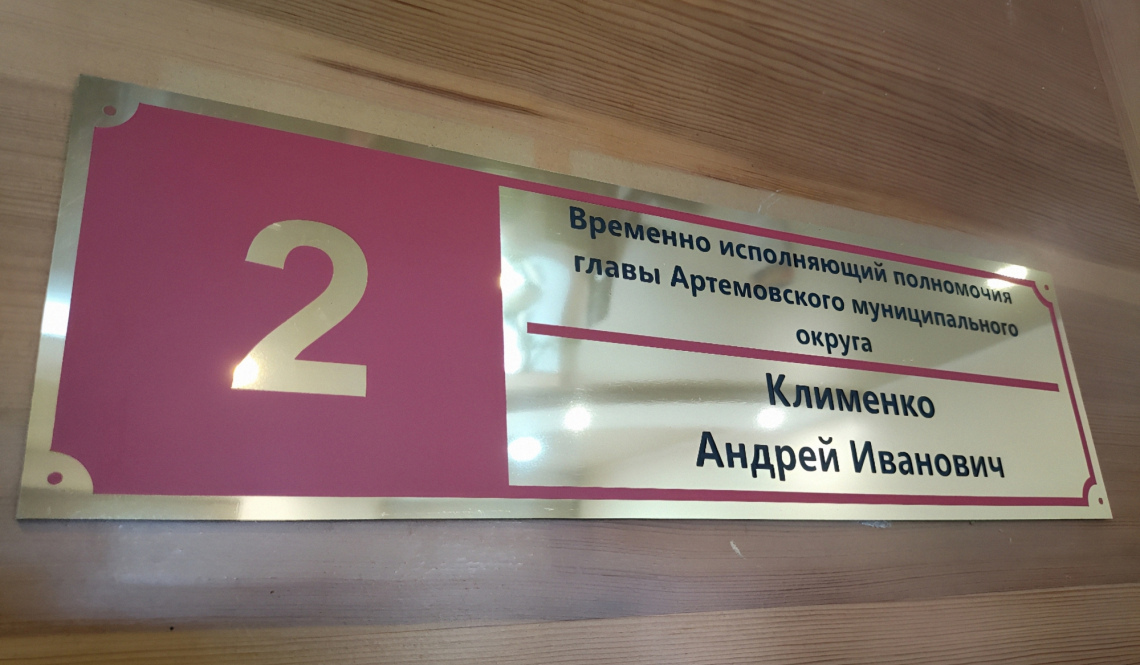 2
Временно исполняющий полномочия
главы Артемовского муниципального
округа
Клименко
Андрей Иванович